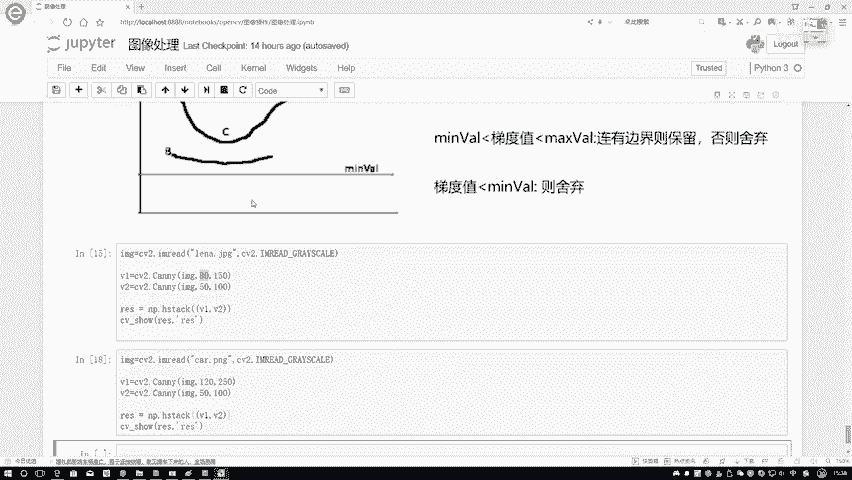 图像处理
http://localhost:8888/notebooks/opencv/图像操作/图像处理.ipynb
jupyter 图像处理 Last Checkpoint: 14 hours ago (autosaved)
Logout
File Edit View Insert Cell Kernel Widgets Help
Trusted
Python 3
Code
C
B
minVal
minVal<梯度值<maxVal:连有边界则保留，否则舍弃
梯度值<minVal: 则舍弃
In [15]:
img=cv2.imread("lena.jpg",cv2.IMREAD_GRAYSCALE)
v1=cv2.Canny(img,80,150)
v2=cv2.Canny(img,50,100)
res = np.hstack((v1,v2))
cv_show(res,'res')
In [18]:
img=cv2.imread("car.png",cv2.IMREAD_GRAYSCALE)
v1=cv2.Canny(img,120,250)
v2=cv2.Canny(img,50,100)
res = np.hstack((v1,v2))
cv_show(res,'res')
In [ ]:
15:38